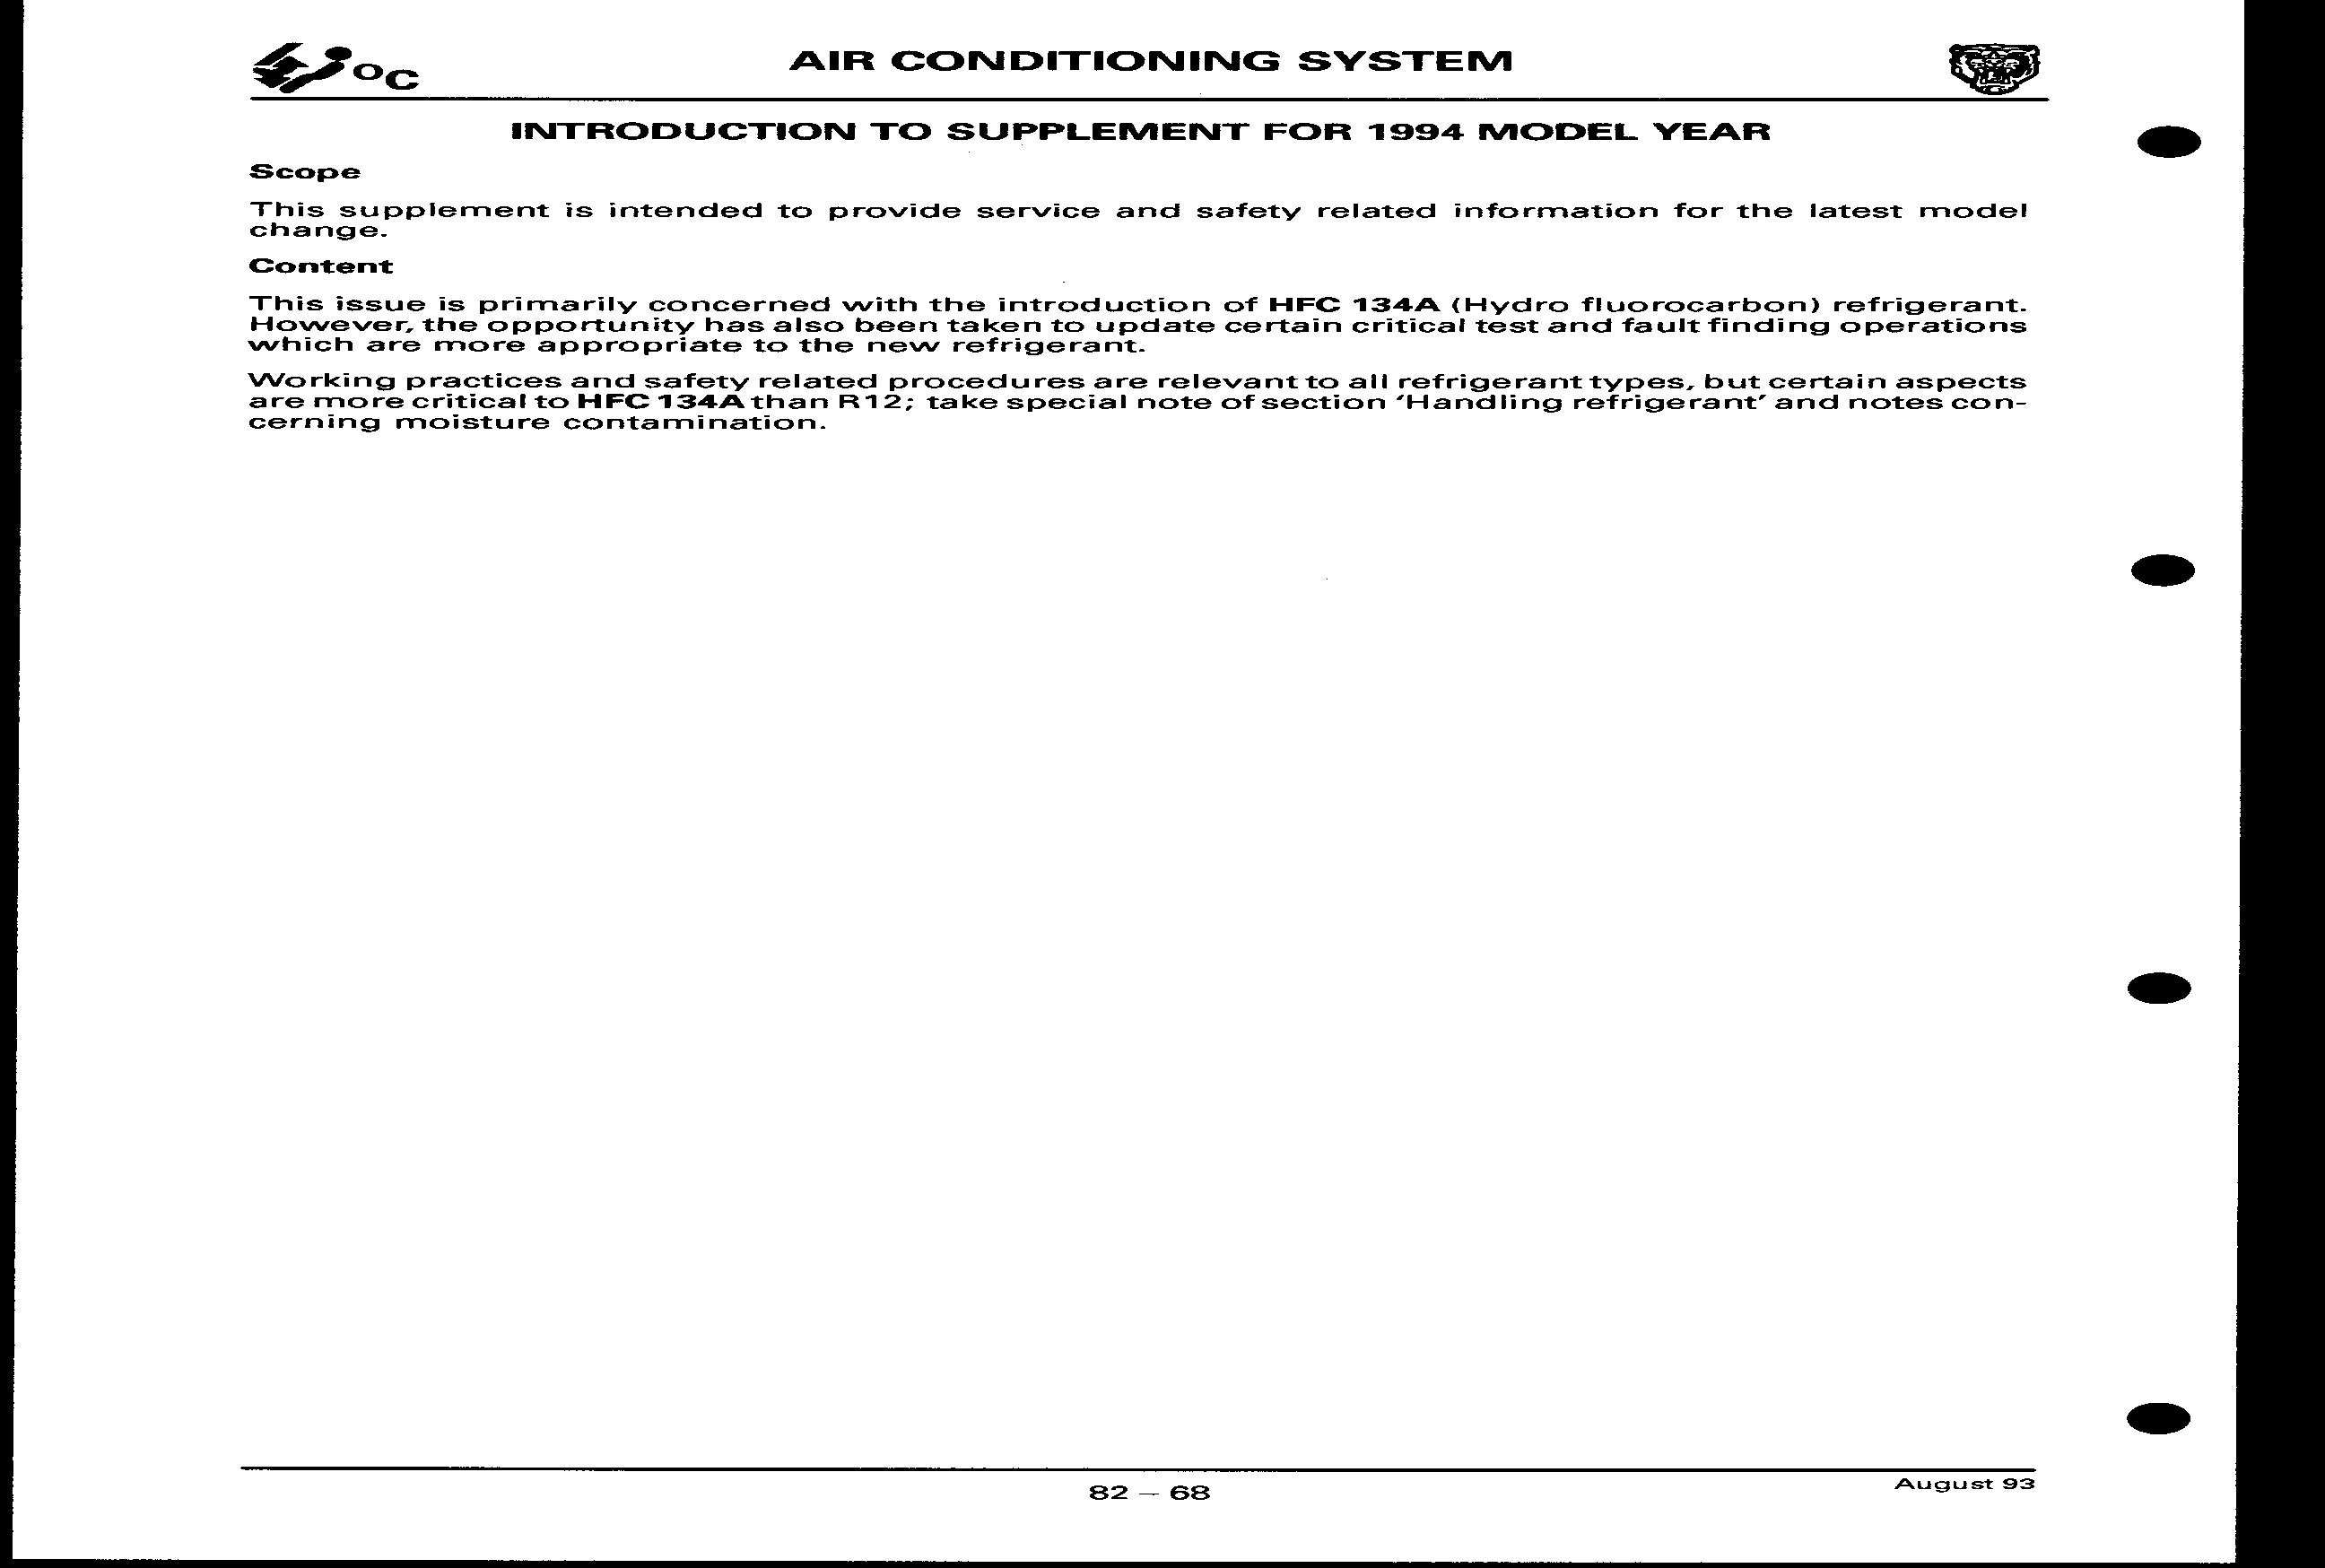 °C
AIR CONDITIONING SYSTEM
INTRODUCTION TO SUPPLEMENT FOR 1994 MODEL YEAR
Scope
This supplement is intended to provide service and safety related information for the latest model
change.
Content
This issue is primarily concerned with the introduction of HFC 134A (Hydro fluorocarbon) refrigerant.
However, the opportunity has also been taken to update certain critical test and fault finding operations
which are more appropriate to the new refrigerant.
Working practices and safety related procedures are relevant to all refrigerant types, but certain aspects
are more critical to HFC 134A than R12; take special note of section ‘Handling refrigerant’ and notes con-
cerning moisture contamination.
82 – 68
August 93